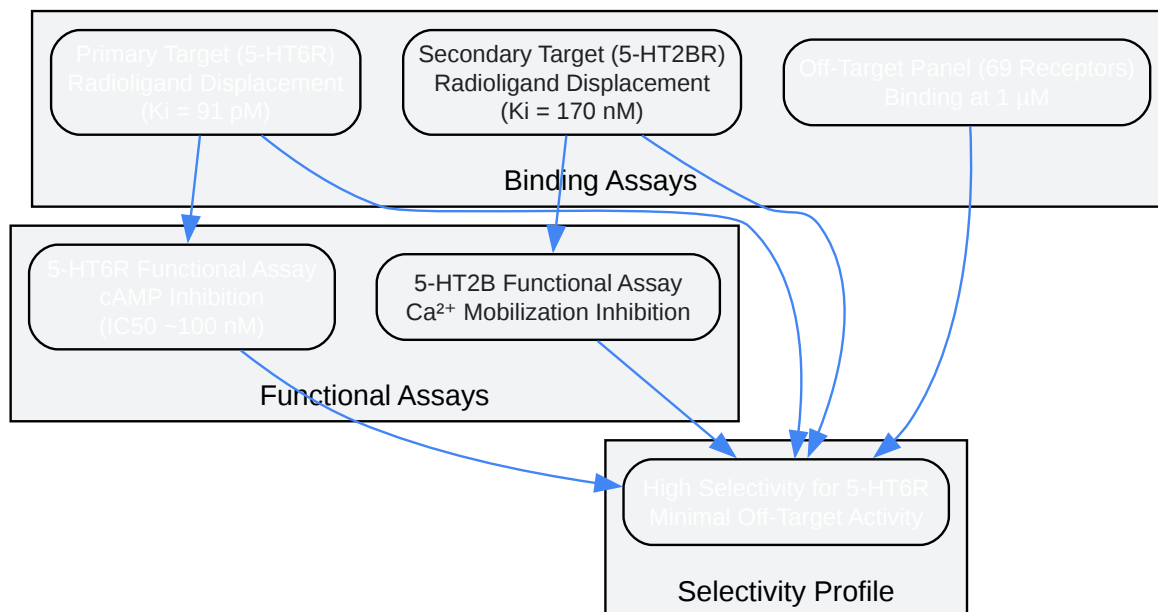 Primary Target (5-HT6R)
Radioligand Displacement
(Ki = 91 pM)
Secondary Target (5-HT2BR)
Radioligand Displacement
(Ki = 170 nM)
Off-Target Panel (69 Receptors)
Binding at 1 µM
Binding Assays
5-HT6R Functional Assay
cAMP Inhibition
(IC50 ~100 nM)
5-HT2B Functional Assay
Ca²⁺ Mobilization Inhibition
Functional Assays
High Selectivity for 5-HT6R
Minimal Off-Target Activity
Selectivity Profile